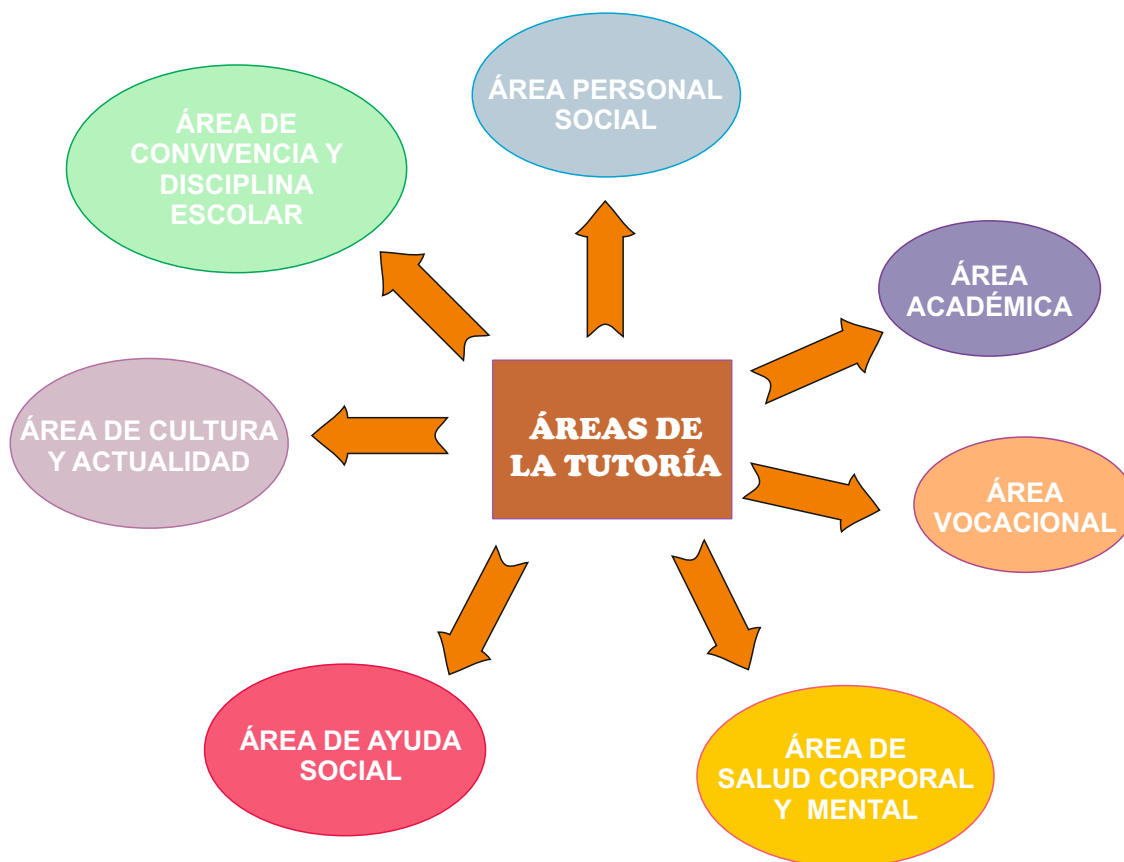 ÁREA PERSONAL
SOCIAL
ÁREA DE
CONVIVENCIA Y
DISCIPLINA
ESCOLAR
ÁREA
ACADÉMICA
ÁREA DE CULTURA
Y ACTUALIDAD
ÁREAS DE
LA TUTORÍA
ÁREA
VOCACIONAL
ÁREA DE AYUDA
SOCIAL
ÁREA DE
SALUD CORPORAL
Y MENTAL